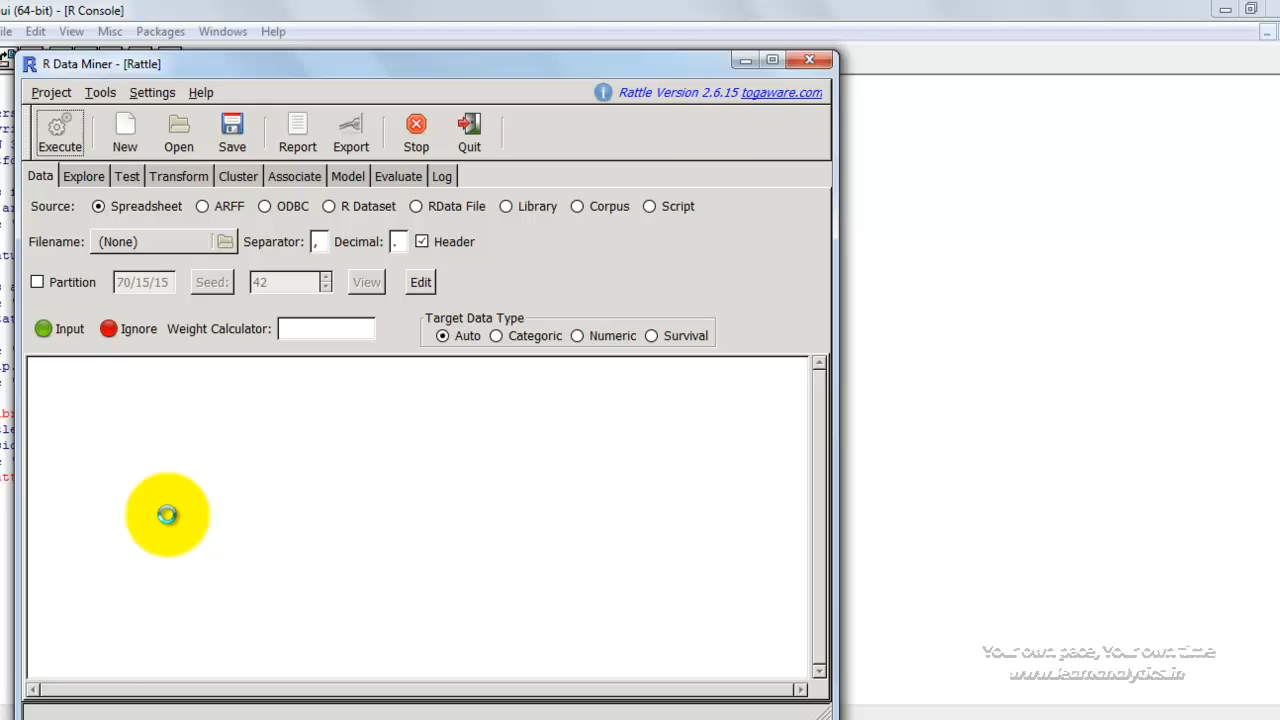 ui (64-bit) - [R Console]
ile Edit View Misc Packages Windows Help
R Data Miner - [Rattle]
Project Tools Settings Help Rattle Version 2.6.15 togaware.com
Execute New Open Save Report Export Stop Quit
Data Explore Test Transform Cluster Associate Model Evaluate Log
Source: Spreadsheet ARFF ODBC R Dataset RData File Library Corpus Script
Filename: (None) Separator: , Decimal: . Header
Partition 70/15/15 Seed: 42 View Edit
Input Ignore Weight Calculator:
Target Data Type
Auto Categoric Numeric Survival
Your own pace, Your own time
www.learnanalytics.in